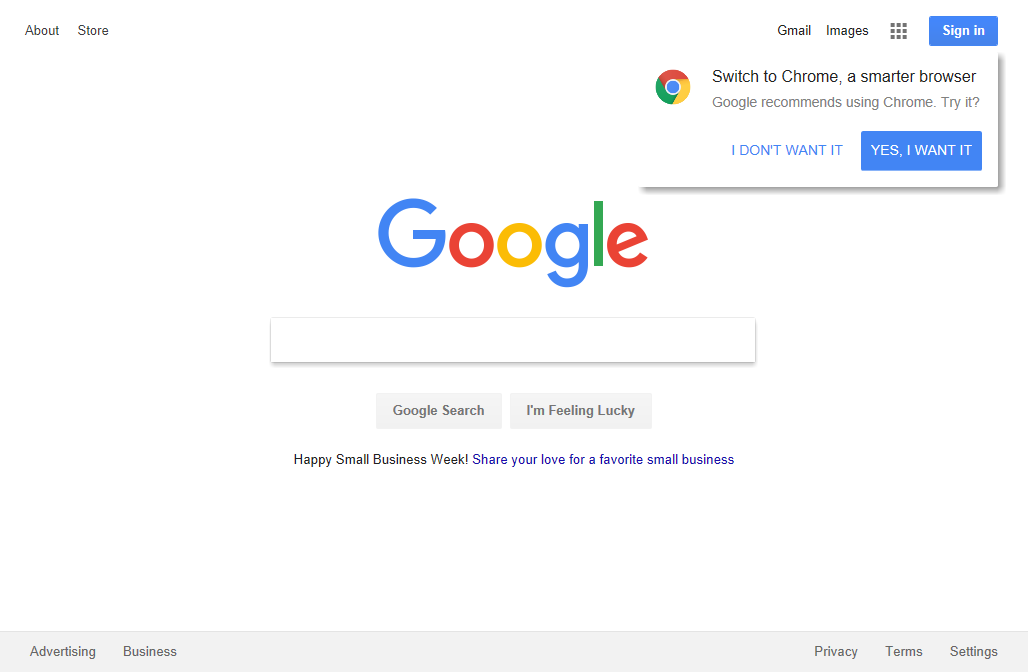 About Store Gmail Images Sign in
Switch to Chrome, a smarter browser
Google recommends using Chrome. Try it?
I DON'T WANT IT YES, I WANT IT
Google
Google Search I'm Feeling Lucky
Happy Small Business Week! Share your love for a favorite small business
Advertising Business Privacy Terms Settings